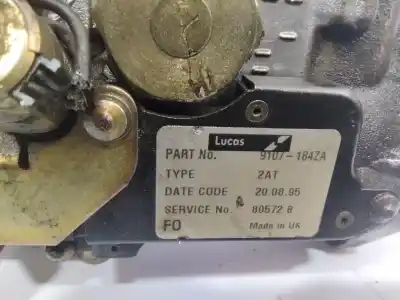 Lucas
PART No. 9107-184ZA
TYPE 2AT
DATE CODE 20.08.95
SERVICE No. 80572 B
FO Made in UK